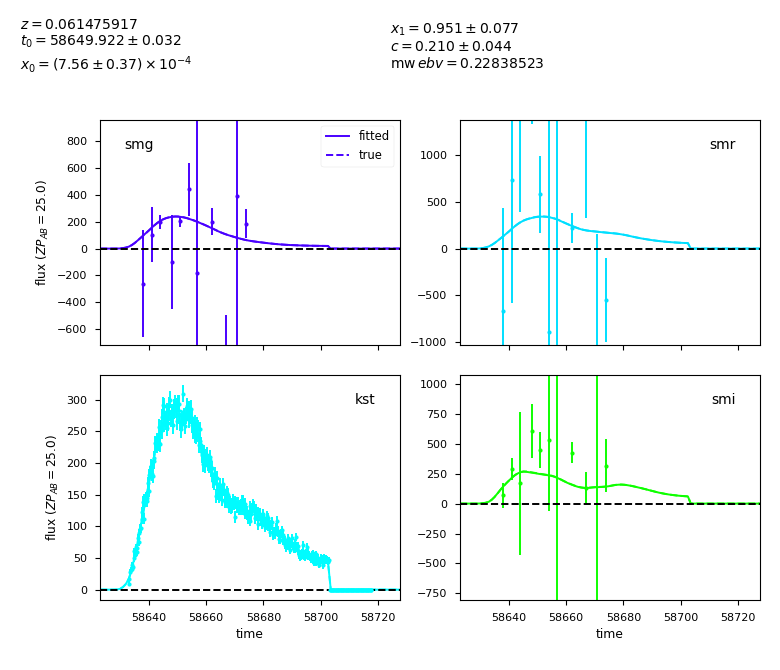 z = 0.061475917
t₀ = 58649.922 ± 0.032
x₀ = (7.56 ± 0.37) × 10⁻⁴
x₁ = 0.951 ± 0.077
c = 0.210 ± 0.044
mw ebv = 0.22838523
smg
fitted
true
800
600
400
200
0
−200
−400
−600
flux (ZP_AB = 25.0)
smr
1000
500
0
−500
−1000
kst
300
250
200
150
100
50
0
flux (ZP_AB = 25.0)
58640 58660 58680 58700 58720
time
smi
1000
750
500
250
0
−250
−500
−750
58640 58660 58680 58700 58720
time